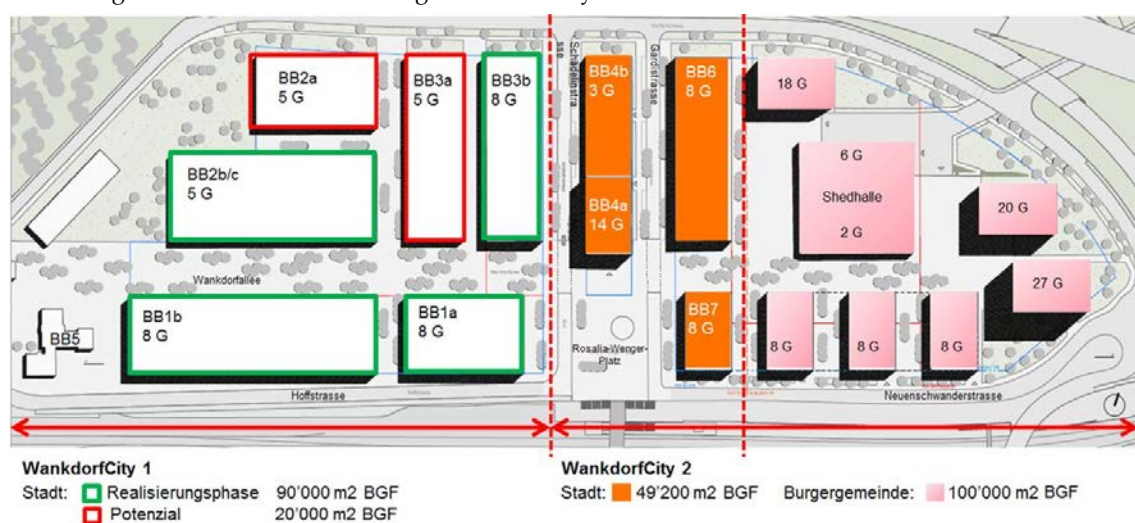 BB2a
5 G
BB3a
5 G
BB3b
8 G
sse
Schädelinstra
BB4b
3 G
Gardistrasse
BB6
8 G
18 G
BB2b/c
5 G
BB4a
14 G
6 G
Shedhalle
2 G
20 G
Wankdorfallee
27 G
BB5
BB1b
8 G
BB1a
8 G
Rosalia-Wenger-
Platz
BB7
8 G
8 G
8 G
8 G
Hoffstrasse
Neuenschwanderstrasse
WankdorfCity 1
Stadt: Realisierungsphase 90'000 m2 BGF
Potenzial 20'000 m2 BGF
WankdorfCity 2
Stadt: 49'200 m2 BGF Burgergemeinde: 100'000 m2 BGF